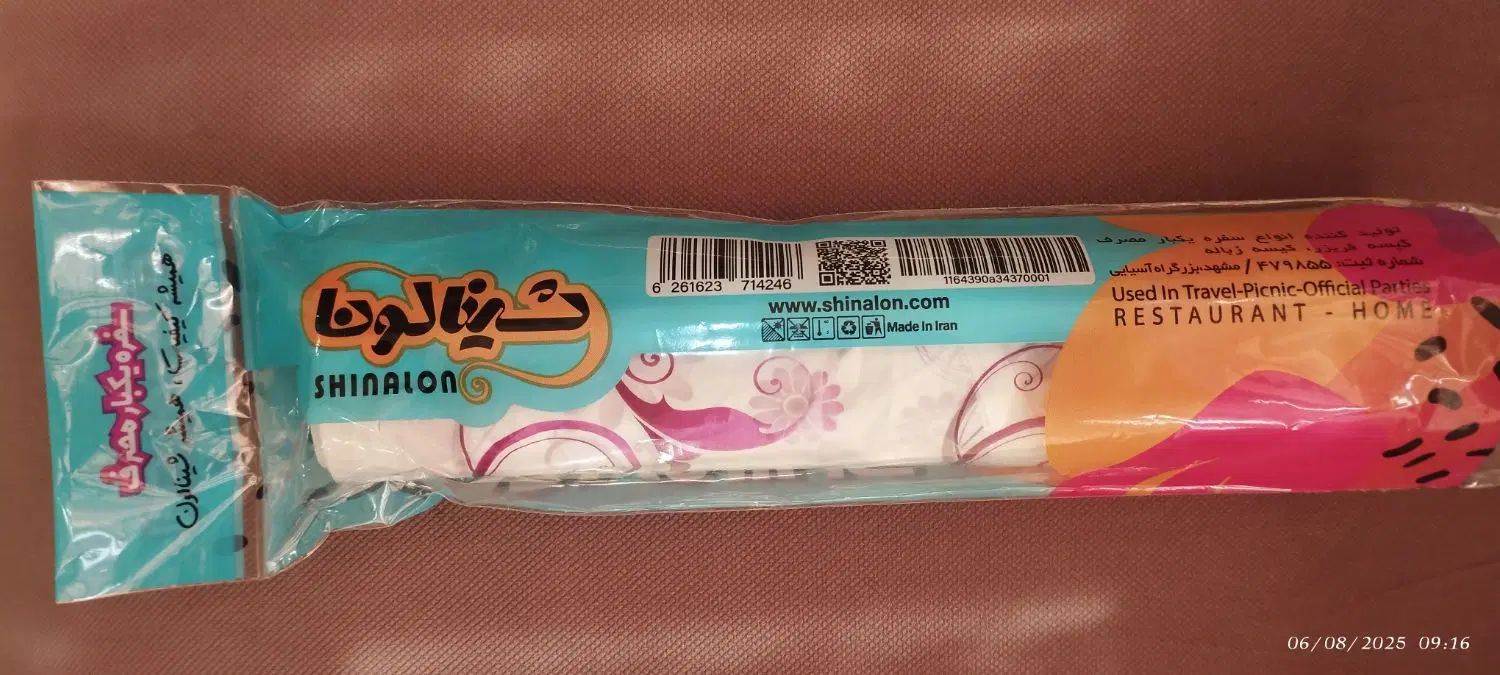 سفره یکبار مصرف
همیشه کیفیت، همیشه شینالون
شینالون
SHINALON
6 261623 714246
1164390a34370001
www.shinalon.com
Made In Iran
تولید کننده انواع سفره یکبار مصرف
کیسه فریزر، کیسه زباله
شماره ثبت: ۴۷۹۸۵۵ / مشهد،بزرگراه آسیایی
Used In Travel-Picnic-Official Parties
RESTAURANT - HOME
06/08/2025 09:16